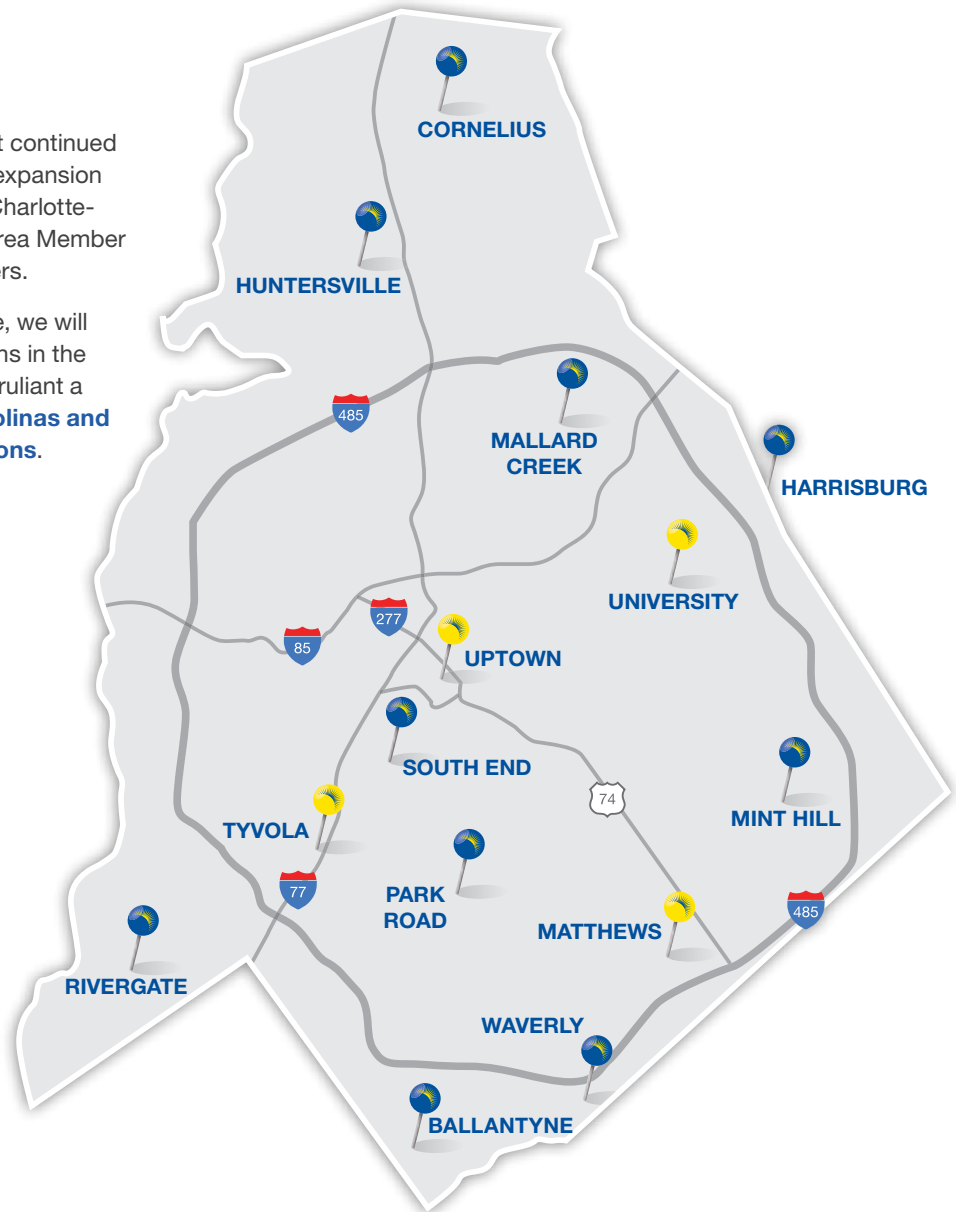 t continued
expansion
Charlotte-
rea Member
ers.
e, we will
ns in the
ruliant a
olinas and
ons.
CORNELIUS
HUNTERSVILLE
485
MALLARD
CREEK
HARRISBURG
UNIVERSITY
277
85
UPTOWN
SOUTH END
74
MINT HILL
TYVOLA
77
PARK
ROAD
485
MATTHEWS
RIVERGATE
WAVERLY
BALLANTYNE